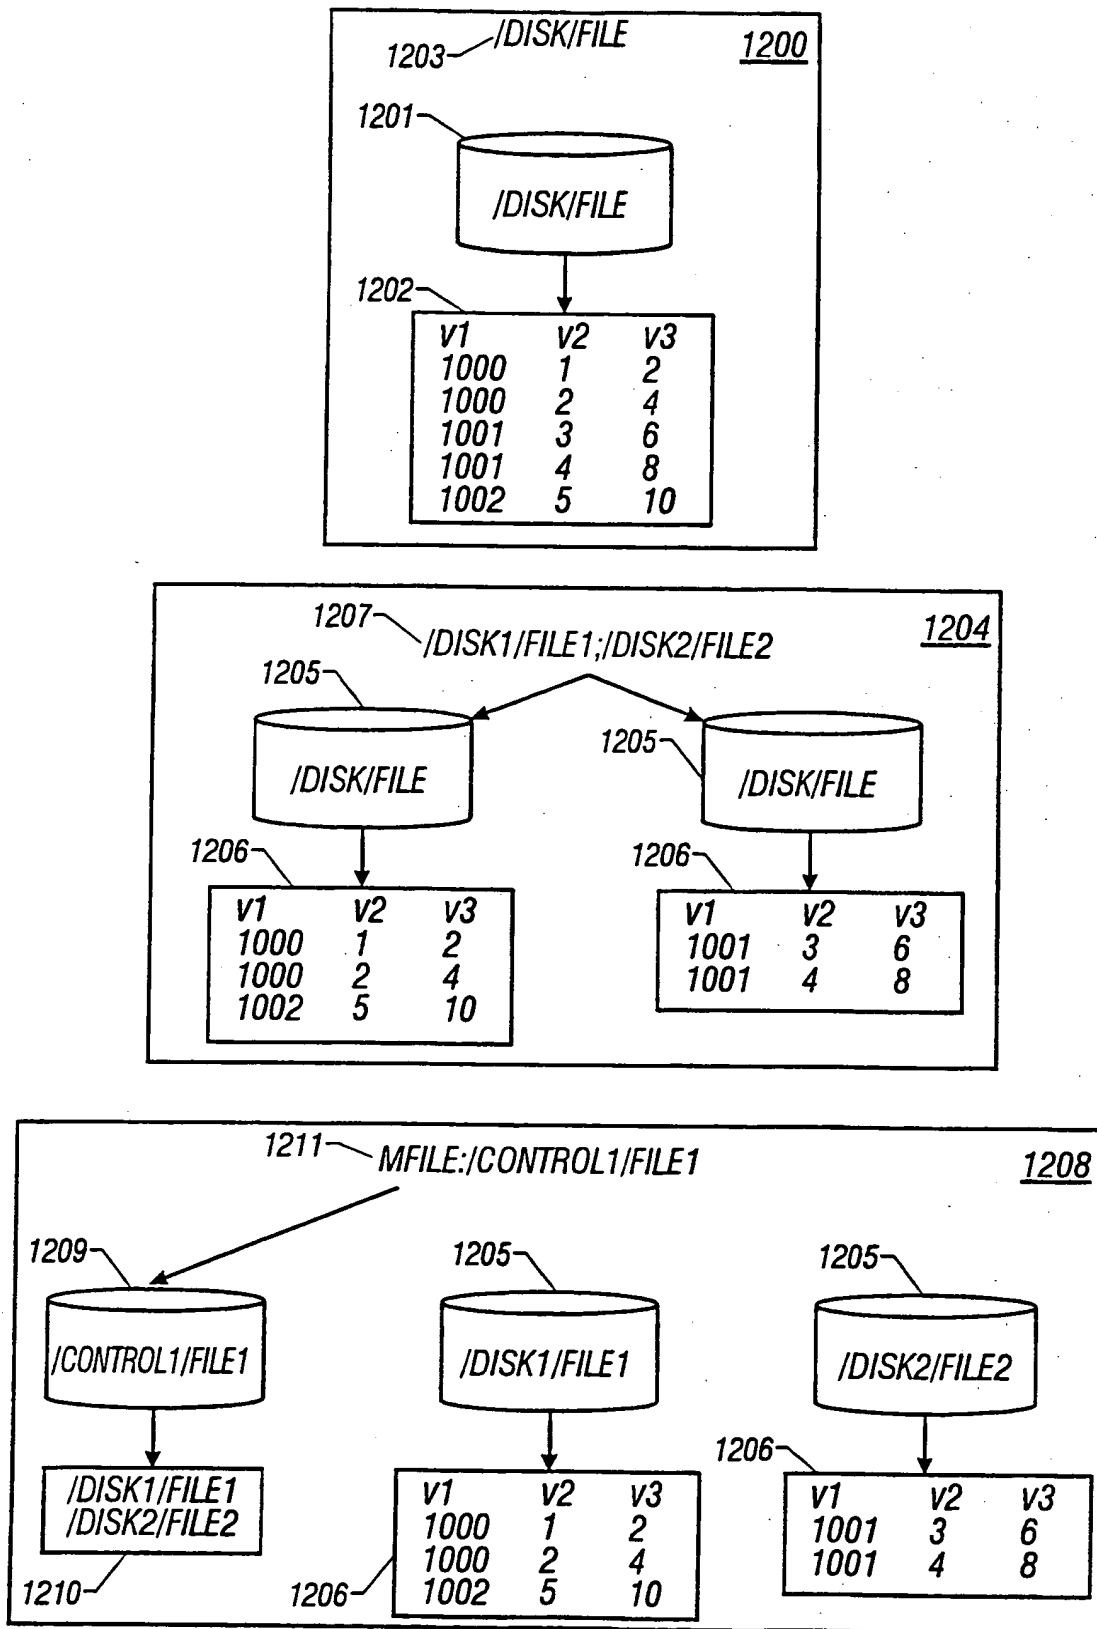 /DISK/FILE
1200
1203
1201
/DISK/FILE
1202
v1 v2 v3
1000 1 2
1000 2 4
1001 3 6
1001 4 8
1002 5 10
1207
/DISK1/FILE1;/DISK2/FILE2
1204
1205
1205
/DISK/FILE
/DISK/FILE
1206
1206
v1 v2 v3
1000 1 2
1000 2 4
1002 5 10
v1 v2 v3
1001 3 6
1001 4 8
1211
MFILE:/CONTROL1/FILE1
1208
1209
1205
1205
/CONTROL1/FILE1
/DISK1/FILE1
/DISK2/FILE2
/DISK1/FILE1
/DISK2/FILE2
1210
1206
v1 v2 v3
1000 1 2
1000 2 4
1002 5 10
1206
v1 v2 v3
1001 3 6
1001 4 8